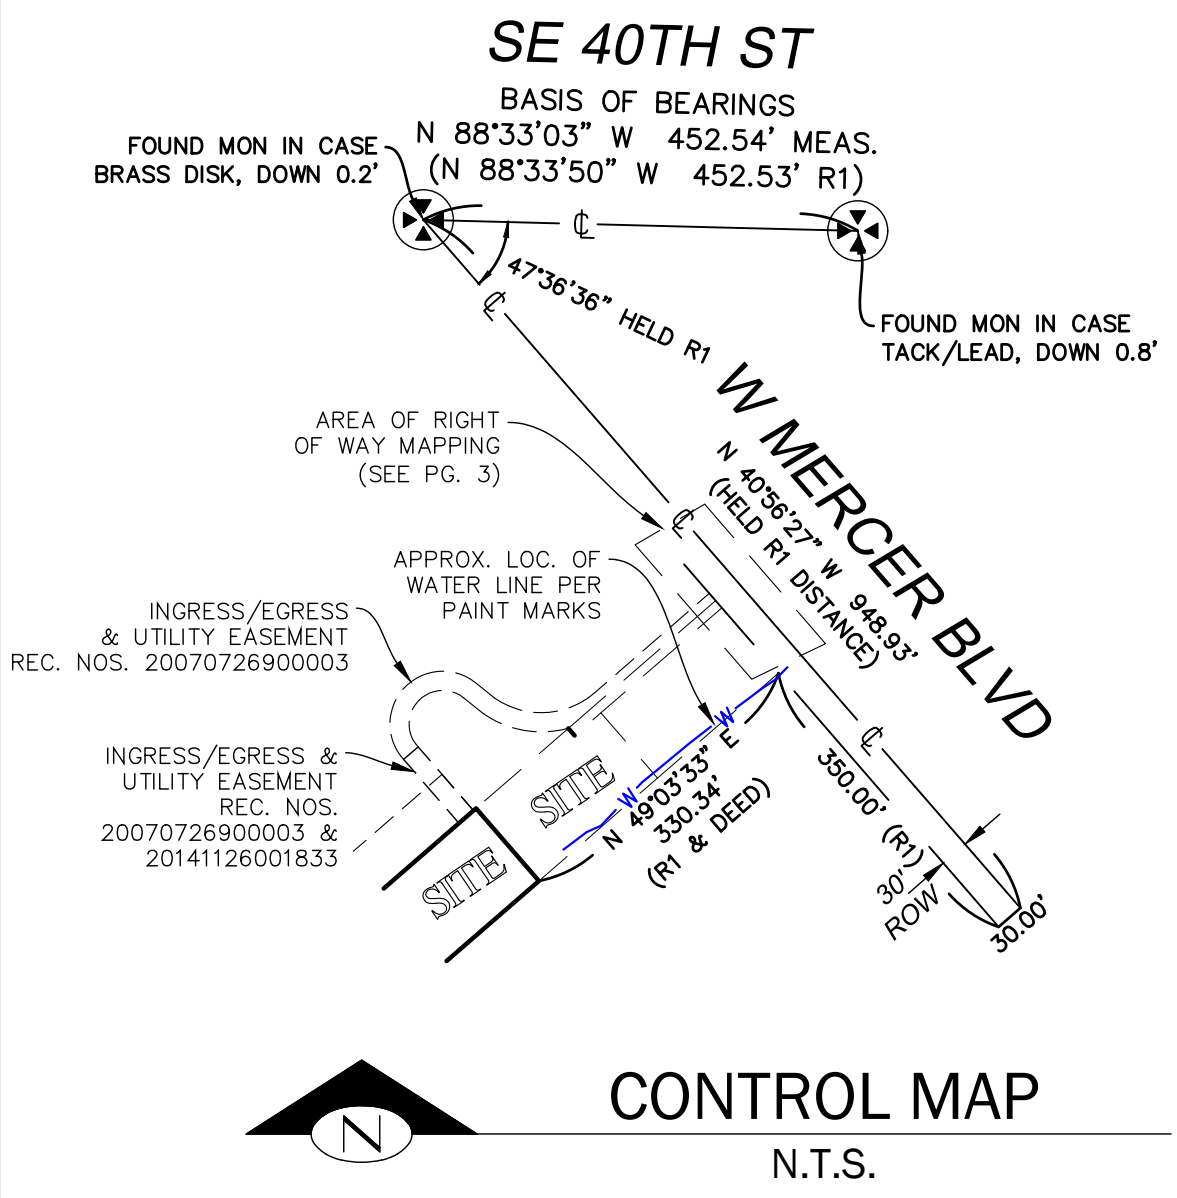 SE 40TH ST
BASIS OF BEARINGS
N 88°33'03" W 452.54' MEAS.
(N 88°33'50" W 452.53' R1)
FOUND MON IN CASE
BRASS DISK, DOWN 0.2'
℄
47°36'36" HELD R1
℄
FOUND MON IN CASE
TACK/LEAD, DOWN 0.8'
W MERCER BLVD
N 40°56'27" W 948.93'
(HELD R1 DISTANCE)
AREA OF RIGHT
OF WAY MAPPING
(SEE PG. 3)
℄
APPROX. LOC. OF
WATER LINE PER
PAINT MARKS
INGRESS/EGRESS
& UTILITY EASEMENT
REC. NOS. 20070726900003
INGRESS/EGRESS &
UTILITY EASEMENT
REC. NOS.
20070726900003 &
20141126001833
W
W
℄
SITE
SITE
N 49°03'33" E
330.34'
(R1 & DEED)
350.00' (R1)
30'
ROW
30.00'
N
CONTROL MAP
N.T.S.